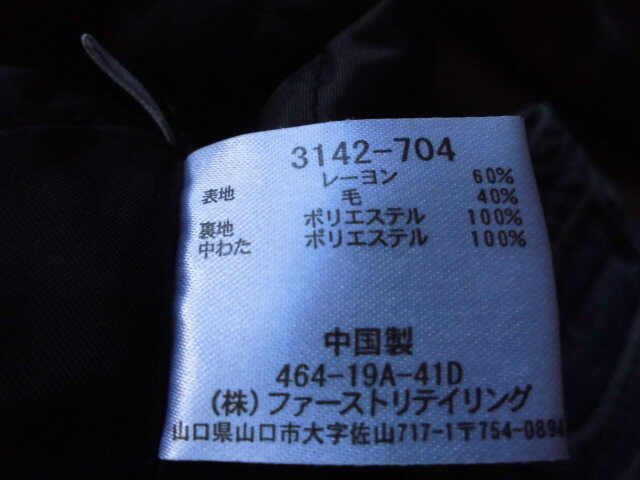 3142-704
表地 レーヨン 60%
毛 40%
裏地 ポリエステル 100%
中わた ポリエステル 100%
中国製
464-19A-41D
(株)ファーストリテイリング
山口県山口市大字佐山717-1〒754-0894